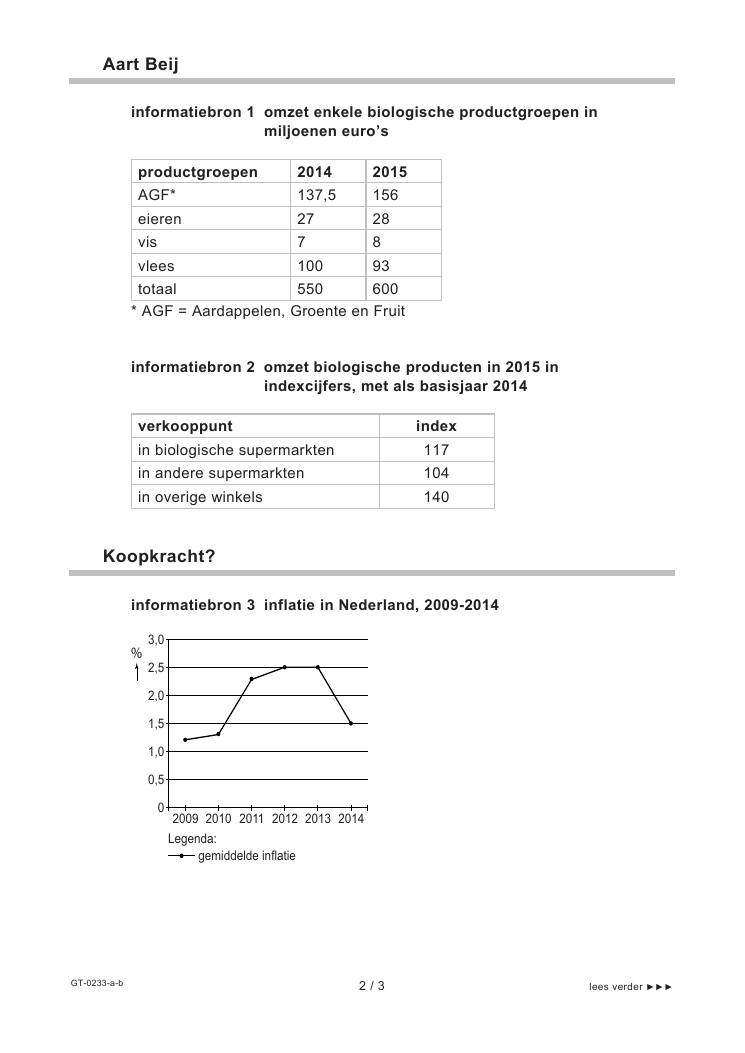 Aart Beij
informatiebron 1 omzet enkele biologische productgroepen in
miljoenen euro’s
productgroepen 2014 2015
AGF* 137,5 156
eieren 27 28
vis 7 8
vlees 100 93
totaal 550 600
* AGF = Aardappelen, Groente en Fruit
informatiebron 2 omzet biologische producten in 2015 in
indexcijfers, met als basisjaar 2014
verkooppunt index
in biologische supermarkten 117
in andere supermarkten 104
in overige winkels 140
Koopkracht?
informatiebron 3 inflatie in Nederland, 2009-2014
3,0
%
2,5
2,0
1,5
1,0
0,5
0
2009 2010 2011 2012 2013 2014
Legenda:
gemiddelde inflatie
GT-0233-a-b 2 / 3 lees verder ►►►